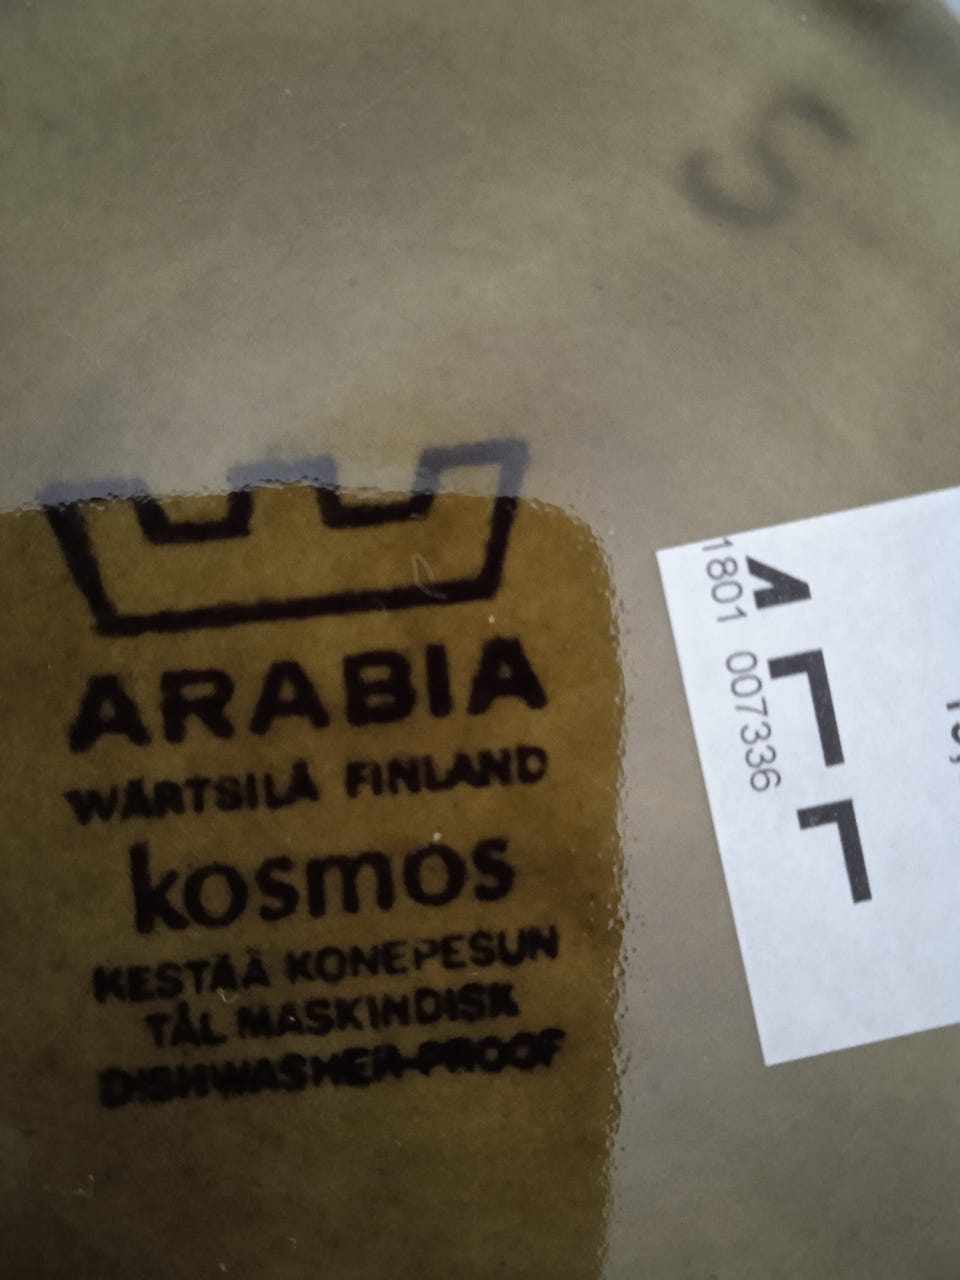 S
ARABIA
WÄRTSILÄ FINLAND
kosmos
KESTÄÄ KONEPESUN
TÅL MASKINDISK
DISHWASHER-PROOF
1801 007336